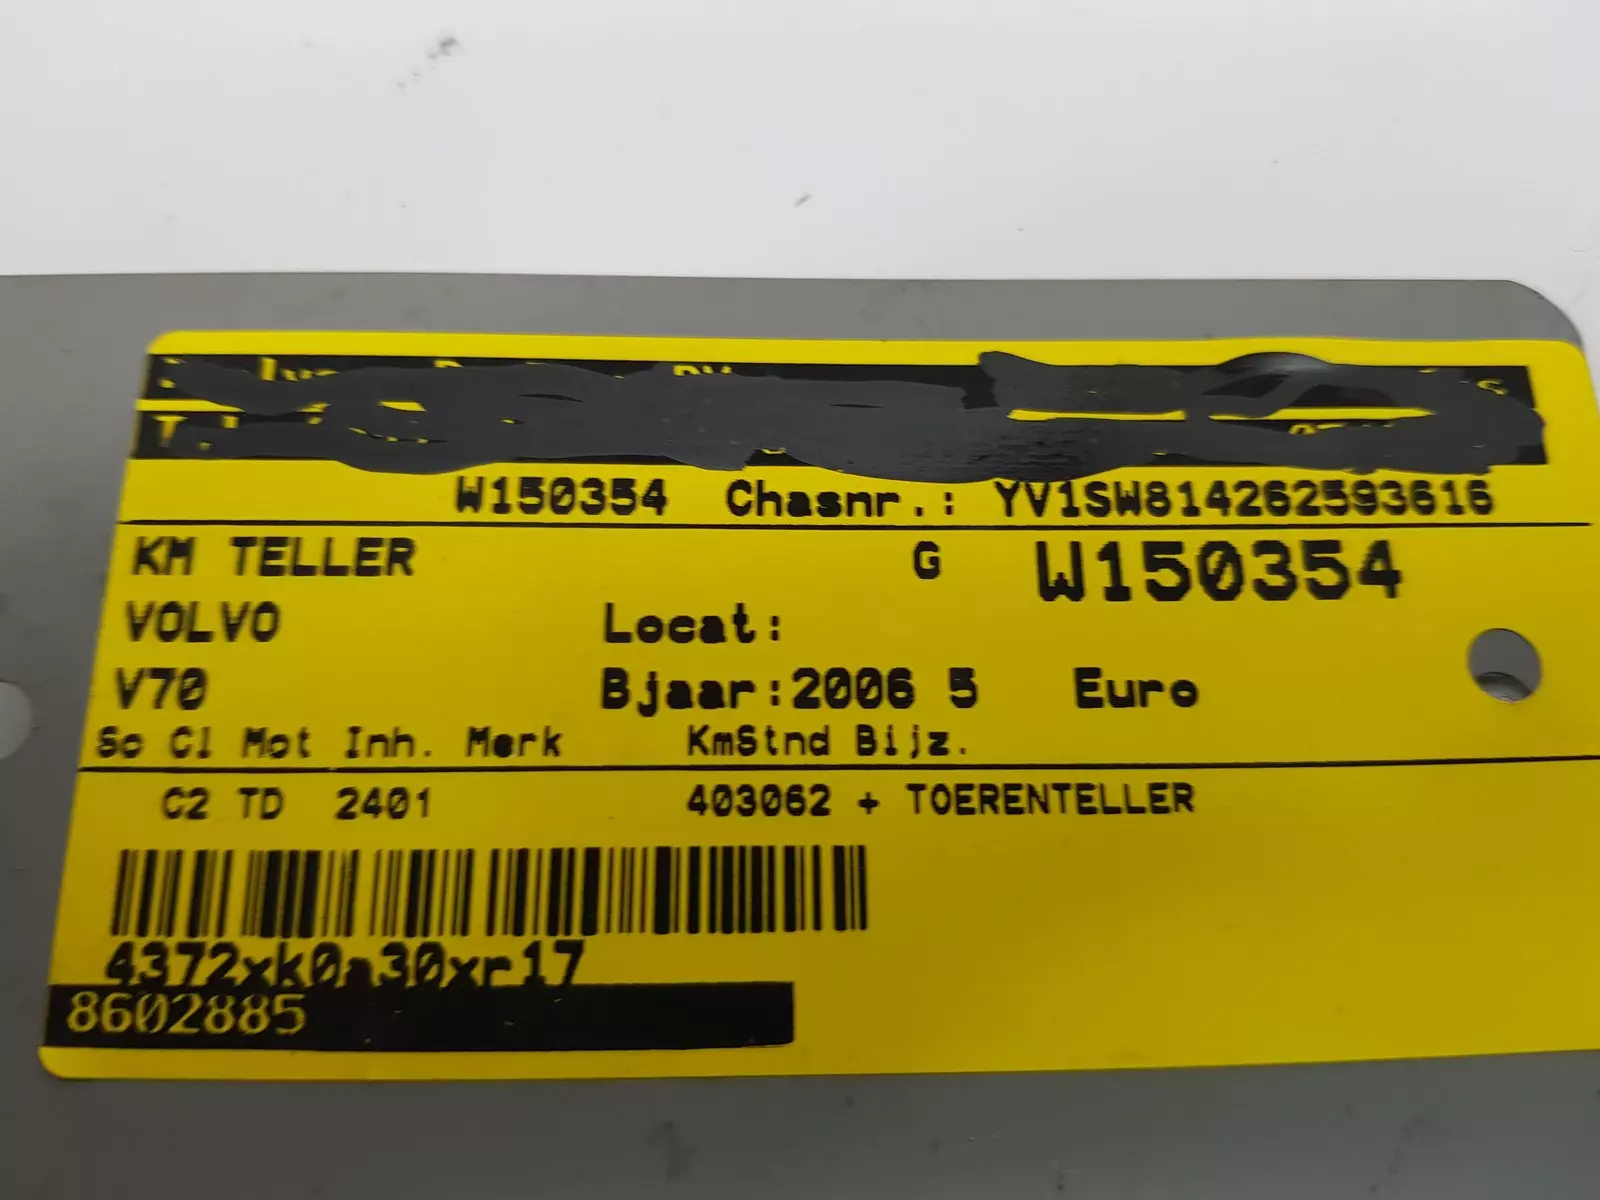 W150354 Chasnr.: YV1SW814262593616
KM TELLER G W150354
VOLVO Locat:
V70 Bjaar:2006 5 Euro
So Cl Mot Inh. Merk KmStnd Bijz.
C2 TD 2401 403062 + TOERENTELLER
4372xk0a30xr17
8602885